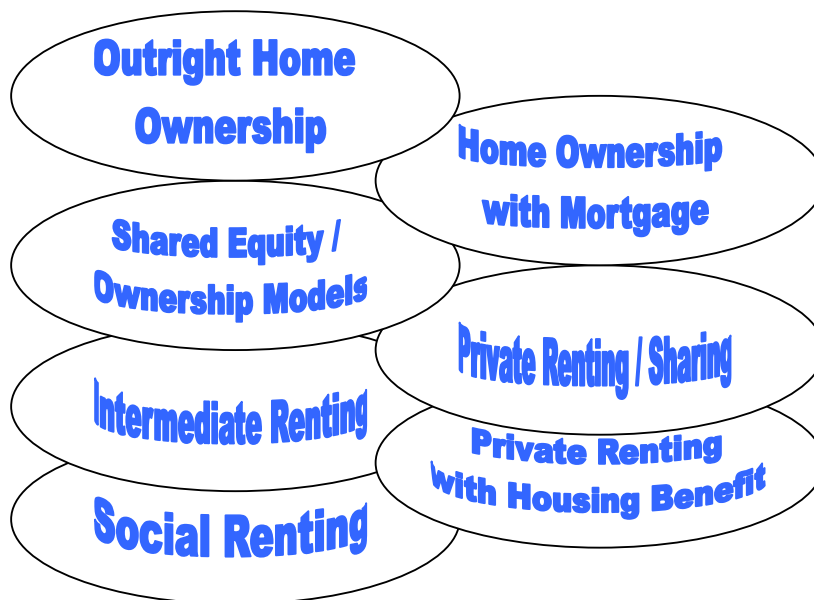 Outright Home
Ownership
Home Ownership
with Mortgage
Shared Equity /
Ownership Models
Private Renting / Sharing
Intermediate Renting
Private Renting
with Housing Benefit
Social Renting